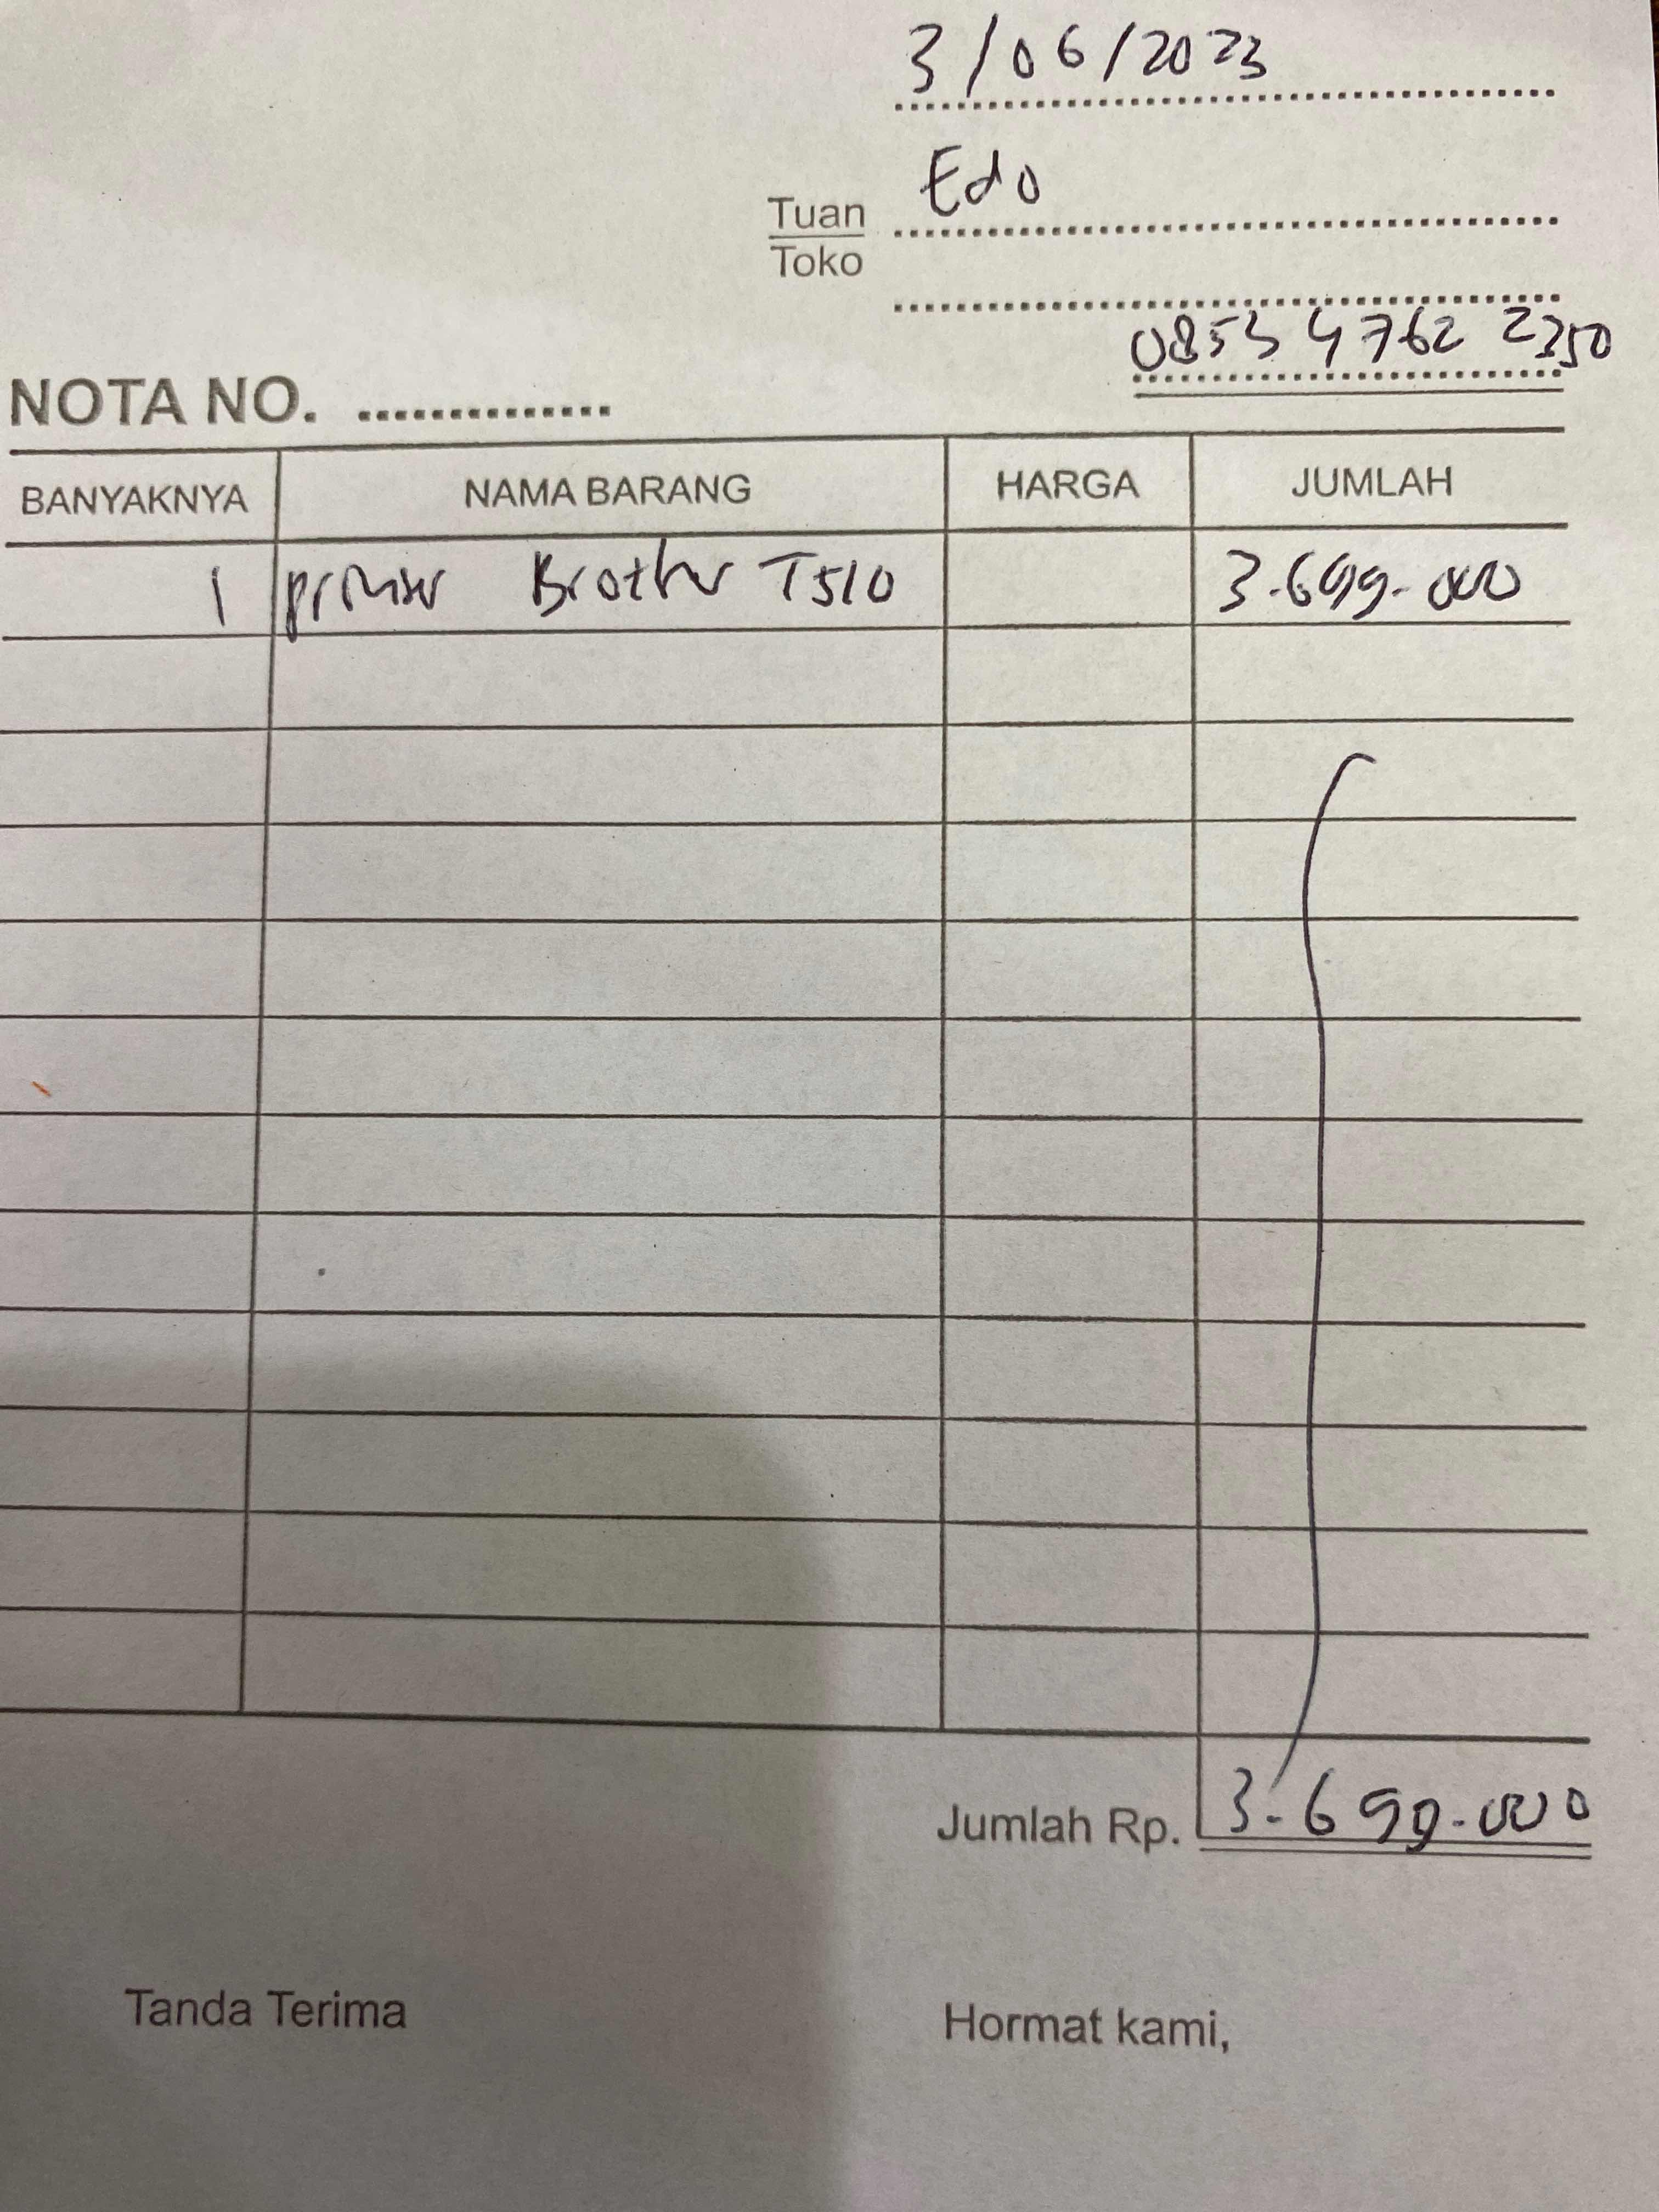 3/06/2023
Tuan Edo
Toko
0853 4762 2350
NOTA NO. ..............
BANYAKNYA NAMA BARANG HARGA JUMLAH
1 printer Brother T510 3.699.000
Jumlah Rp. 3.699.000
Tanda Terima Hormat kami,